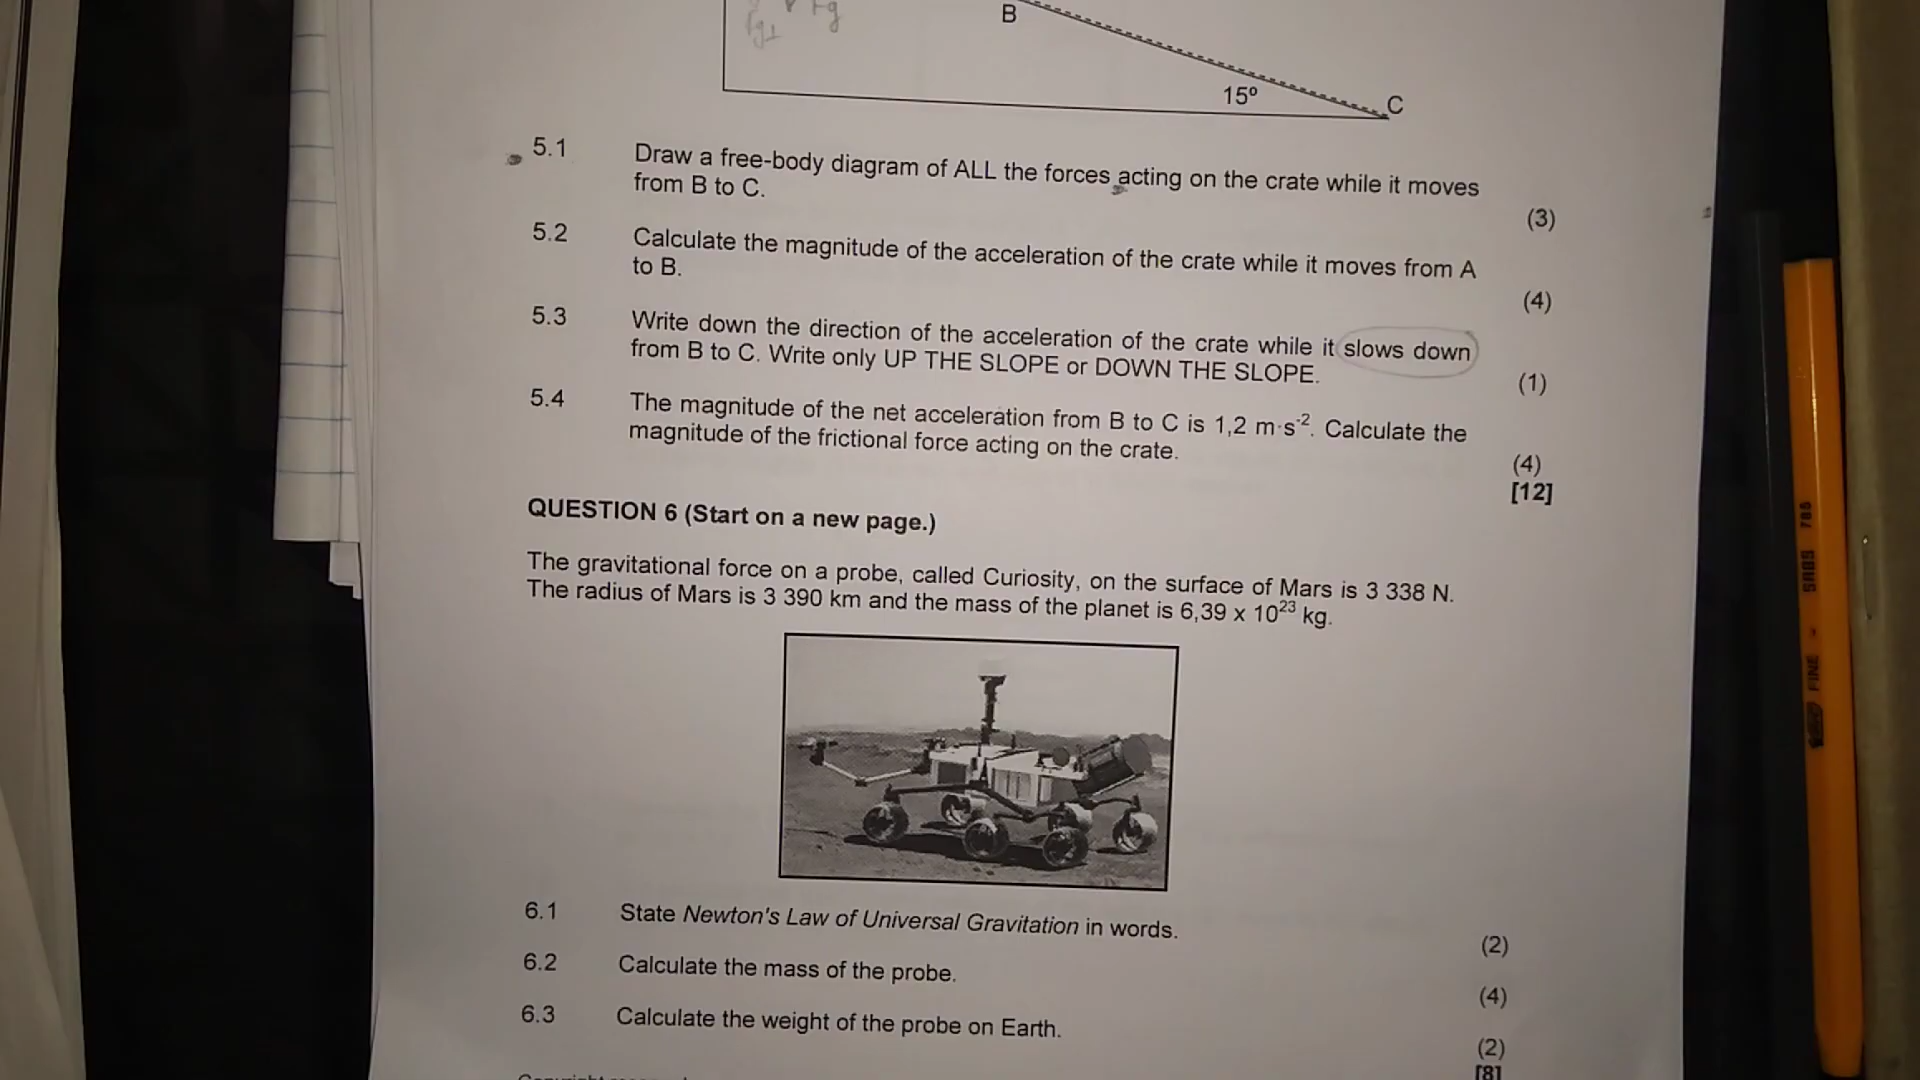 Fg
Fg⊥
B
15º
C
5.1 Draw a free-body diagram of ALL the forces acting on the crate while it moves
from B to C.
(3)
5.2 Calculate the magnitude of the acceleration of the crate while it moves from A
to B.
(4)
5.3 Write down the direction of the acceleration of the crate while it slows down
from B to C. Write only UP THE SLOPE or DOWN THE SLOPE.
(1)
5.4 The magnitude of the net acceleration from B to C is 1,2 m·s⁻². Calculate the
magnitude of the frictional force acting on the crate.
(4)
[12]
QUESTION 6 (Start on a new page.)
The gravitational force on a probe, called Curiosity, on the surface of Mars is 3 338 N.
The radius of Mars is 3 390 km and the mass of the planet is 6,39 x 10²³ kg.
6.1 State Newton's Law of Universal Gravitation in words.
(2)
6.2 Calculate the mass of the probe.
(4)
6.3 Calculate the weight of the probe on Earth.
(2)
[8]
FINE - SABS 785